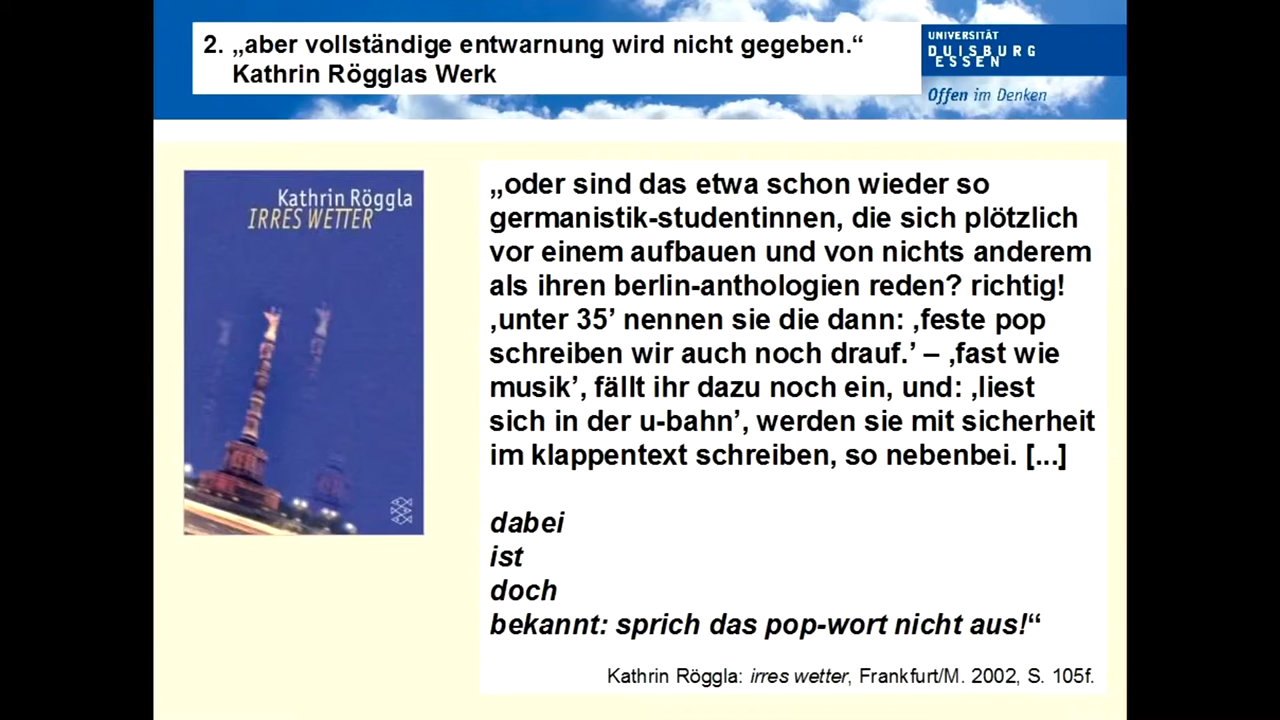 2. „aber vollständige entwarnung wird nicht gegeben.“
Kathrin Rögglas Werk
UNIVERSITÄT
DUISBURG
ESSEN
Offen im Denken
Kathrin Röggla
IRRES WETTER
„oder sind das etwa schon wieder so
germanistik-studentinnen, die sich plötzlich
vor einem aufbauen und von nichts anderem
als ihren berlin-anthologien reden? richtig!
‚unter 35’ nennen sie die dann: ‚feste pop
schreiben wir auch noch drauf.’ – ‚fast wie
musik’, fällt ihr dazu noch ein, und: ‚liest
sich in der u-bahn’, werden sie mit sicherheit
im klappentext schreiben, so nebenbei. [...]
dabei
ist
doch
bekannt: sprich das pop-wort nicht aus!“
Kathrin Röggla: irres wetter, Frankfurt/M. 2002, S. 105f.